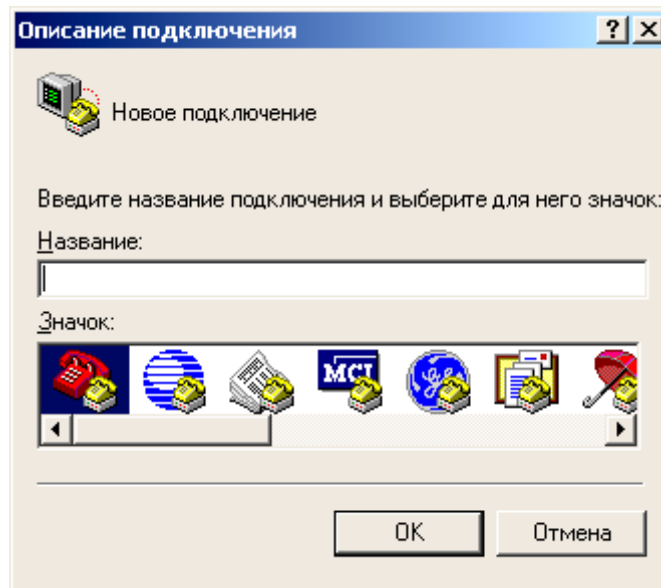 Описание подключения
Новое подключение
Введите название подключения и выберите для него значок:
Название:
Значок:
MCI
OK
Отмена